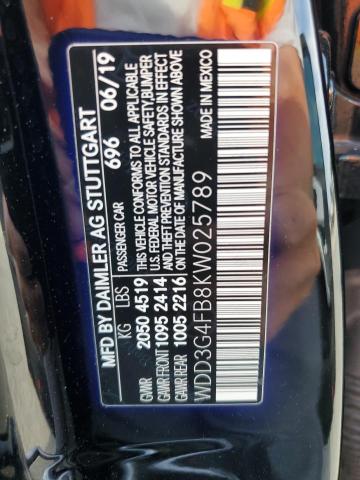 MFD BY DAIMLER AG STUTTGART
PASSENGER CAR 696 06/19
KG LBS
GWR 2050 4519
GAWR FRONT 1095 2414
GAWR REAR 1005 2216
THIS VEHICLE CONFORMS TO ALL APPLICABLE
U.S. FEDERAL MOTOR VEHICLE SAFETY, BUMPER
AND THEFT PREVENTION STANDARDS IN EFFECT
ON THE DATE OF MANUFACTURE SHOWN ABOVE
MADE IN MEXICO
WDD3G4FB8KW025789